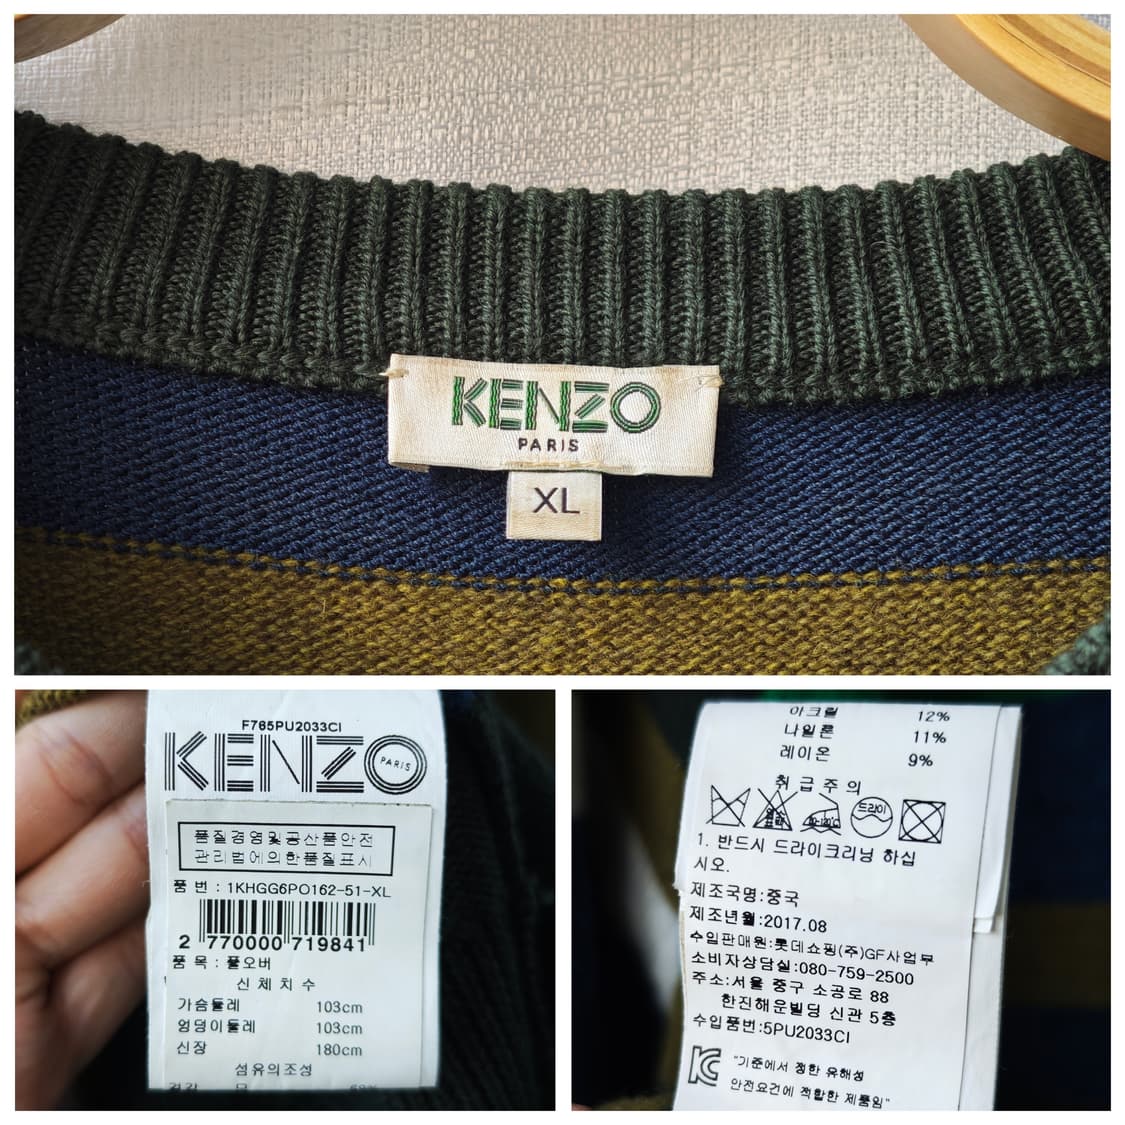 KENZO
PARIS
XL
F765PU2033CI
KENZO
PARIS
품질경영및공산품안전
관리법에의한품질표시
품 번 : 1KHGG6PO162-51-XL
2 770000 719841
품 목 : 풀오버
신 체 치 수
가슴둘레 103cm
엉덩이둘레 103cm
신장 180cm
섬유의조성
겉감 모 68%
아크릴 12%
나일론 11%
레이온 9%
취 급 주 의
드라이
1. 반드시 드라이크리닝 하십
시오.
제조국명:중국
제조년월:2017.08
수입판매원:롯데쇼핑(주)GF사업부
소비자상담실:080-759-2500
주소:서울 중구 소공로 88
한진해운빌딩 신관 5층
수입품번:5PU2033CI
"기준에서 정한 유해성
안전요건에 적합한 제품임"